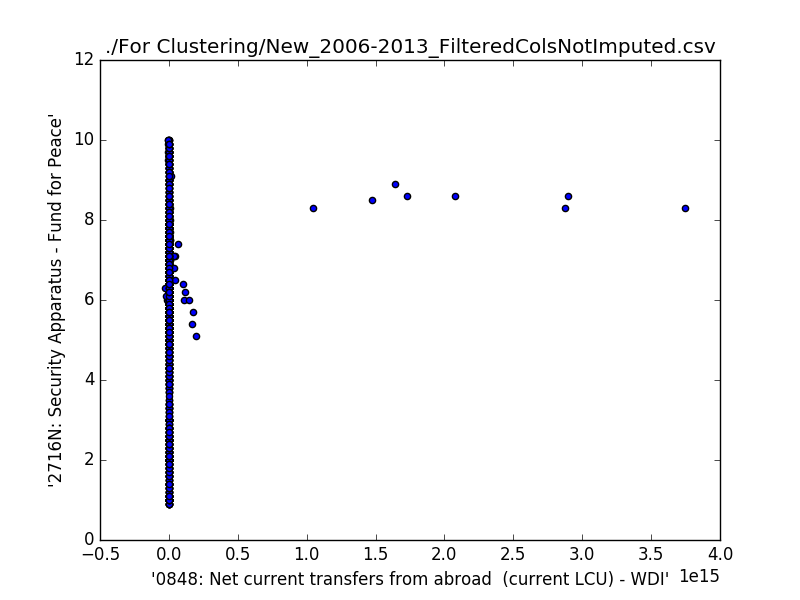 ./For Clustering/New_2006-2013_FilteredColsNotImputed.csv
12
10
8
6
4
2
0
'2716N: Security Apparatus - Fund for Peace'
−0.5 0.0 0.5 1.0 1.5 2.0 2.5 3.0 3.5 4.0
1e15
'0848: Net current transfers from abroad  (current LCU) - WDI'